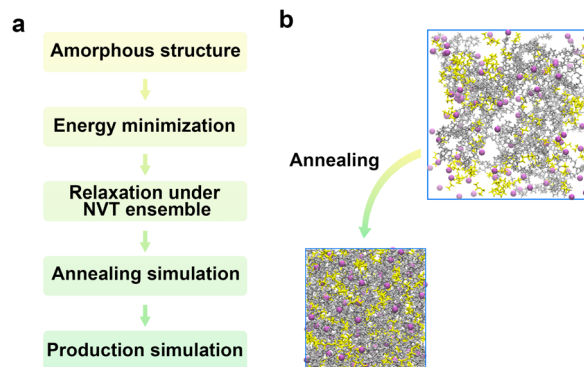 a
Amorphous structure
Energy minimization
Relaxation under
NVT ensemble
Annealing simulation
Production simulation
b
Annealing